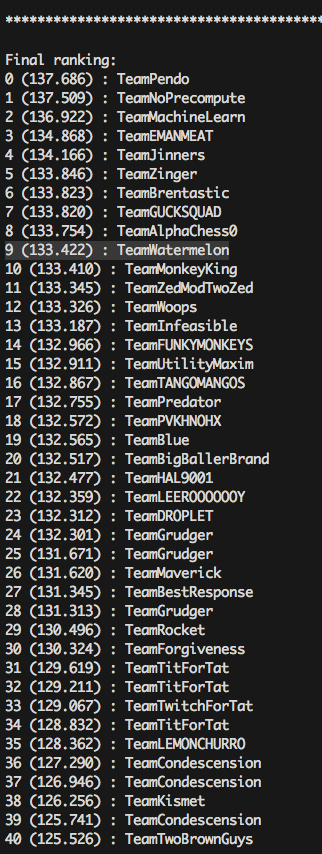 *****************************************
Final ranking:
0 (137.686) : TeamPendo
1 (137.509) : TeamNoPrecompute
2 (136.922) : TeamMachineLearn
3 (134.868) : TeamEMANMEAT
4 (134.166) : TeamJinners
5 (133.846) : TeamZinger
6 (133.823) : TeamBrentastic
7 (133.820) : TeamGUCKSQUAD
8 (133.754) : TeamAlphaChess0
9 (133.422) : TeamWatermelon
10 (133.410) : TeamMonkeyKing
11 (133.345) : TeamZedModTwoZed
12 (133.326) : TeamWoops
13 (133.187) : TeamInfeasible
14 (132.966) : TeamFUNKYMONKEYS
15 (132.911) : TeamUtilityMaxim
16 (132.867) : TeamTANGOMANGOS
17 (132.755) : TeamPredator
18 (132.572) : TeamPVKHNOHX
19 (132.565) : TeamBlue
20 (132.517) : TeamBigBallerBrand
21 (132.477) : TeamHAL9001
22 (132.359) : TeamLEEROOOOOOY
23 (132.312) : TeamDROPLET
24 (132.301) : TeamGrudger
25 (131.671) : TeamGrudger
26 (131.620) : TeamMaverick
27 (131.345) : TeamBestResponse
28 (131.313) : TeamGrudger
29 (130.496) : TeamRocket
30 (130.324) : TeamForgiveness
31 (129.619) : TeamTitForTat
32 (129.211) : TeamTitForTat
33 (129.067) : TeamTwitchForTat
34 (128.832) : TeamTitForTat
35 (128.362) : TeamLEMONCHURRO
36 (127.290) : TeamCondescension
37 (126.946) : TeamCondescension
38 (126.256) : TeamKismet
39 (125.741) : TeamCondescension
40 (125.526) : TeamTwoBrownGuys